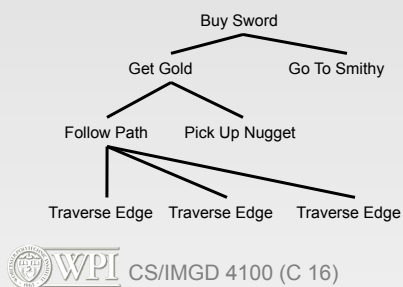 Buy Sword
Get Gold Go To Smithy
Follow Path Pick Up Nugget
Traverse Edge Traverse Edge Traverse Edge
WPI CS/IMGD 4100 (C 16)